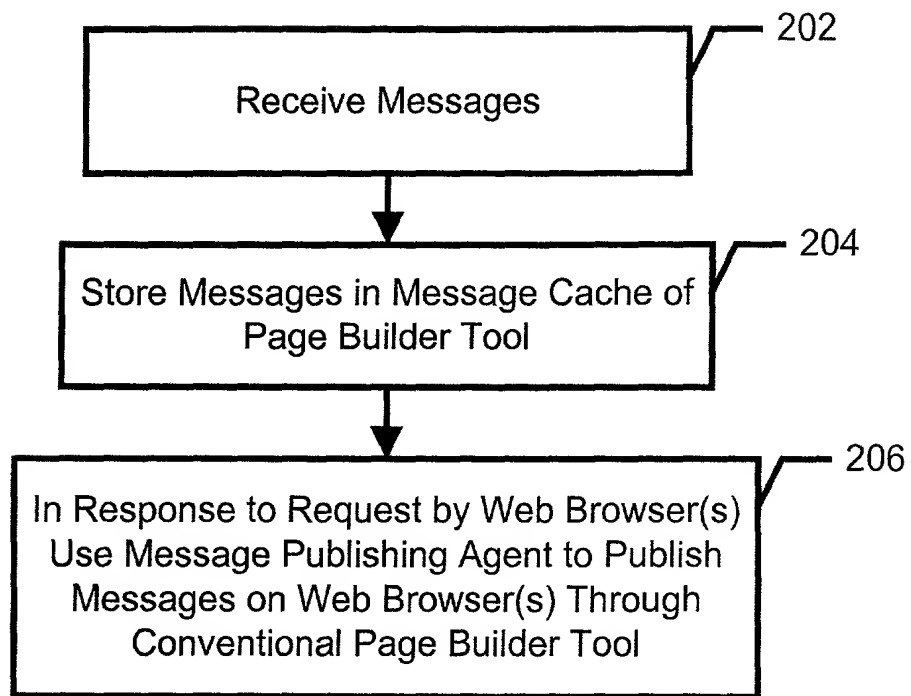 202
Receive Messages
204
Store Messages in Message Cache of
Page Builder Tool
206
In Response to Request by Web Browser(s)
Use Message Publishing Agent to Publish
Messages on Web Browser(s) Through
Conventional Page Builder Tool